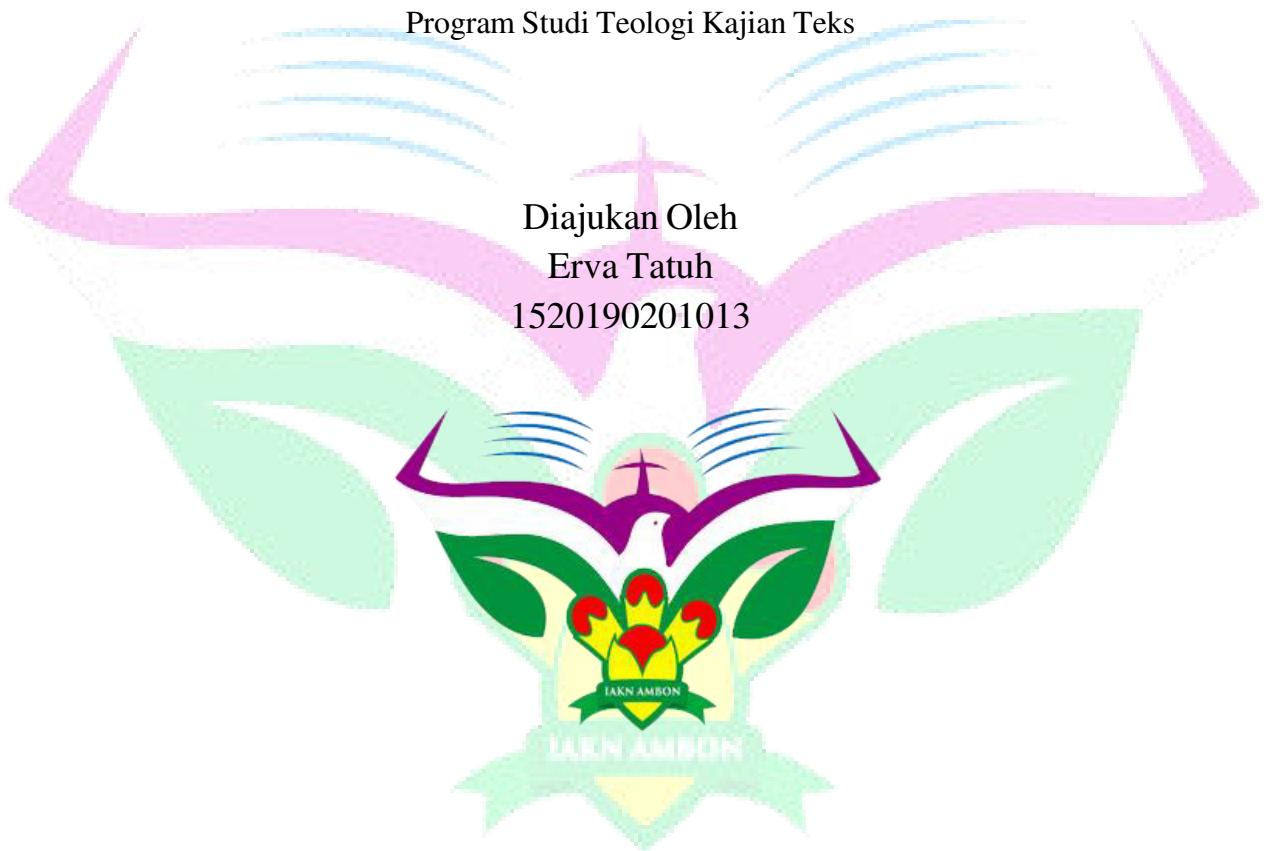 Program Studi Teologi Kajian Teks
Diajukan Oleh
Erva Tatuh
1520190201013
IAKN AMBON
IAKN AMBON